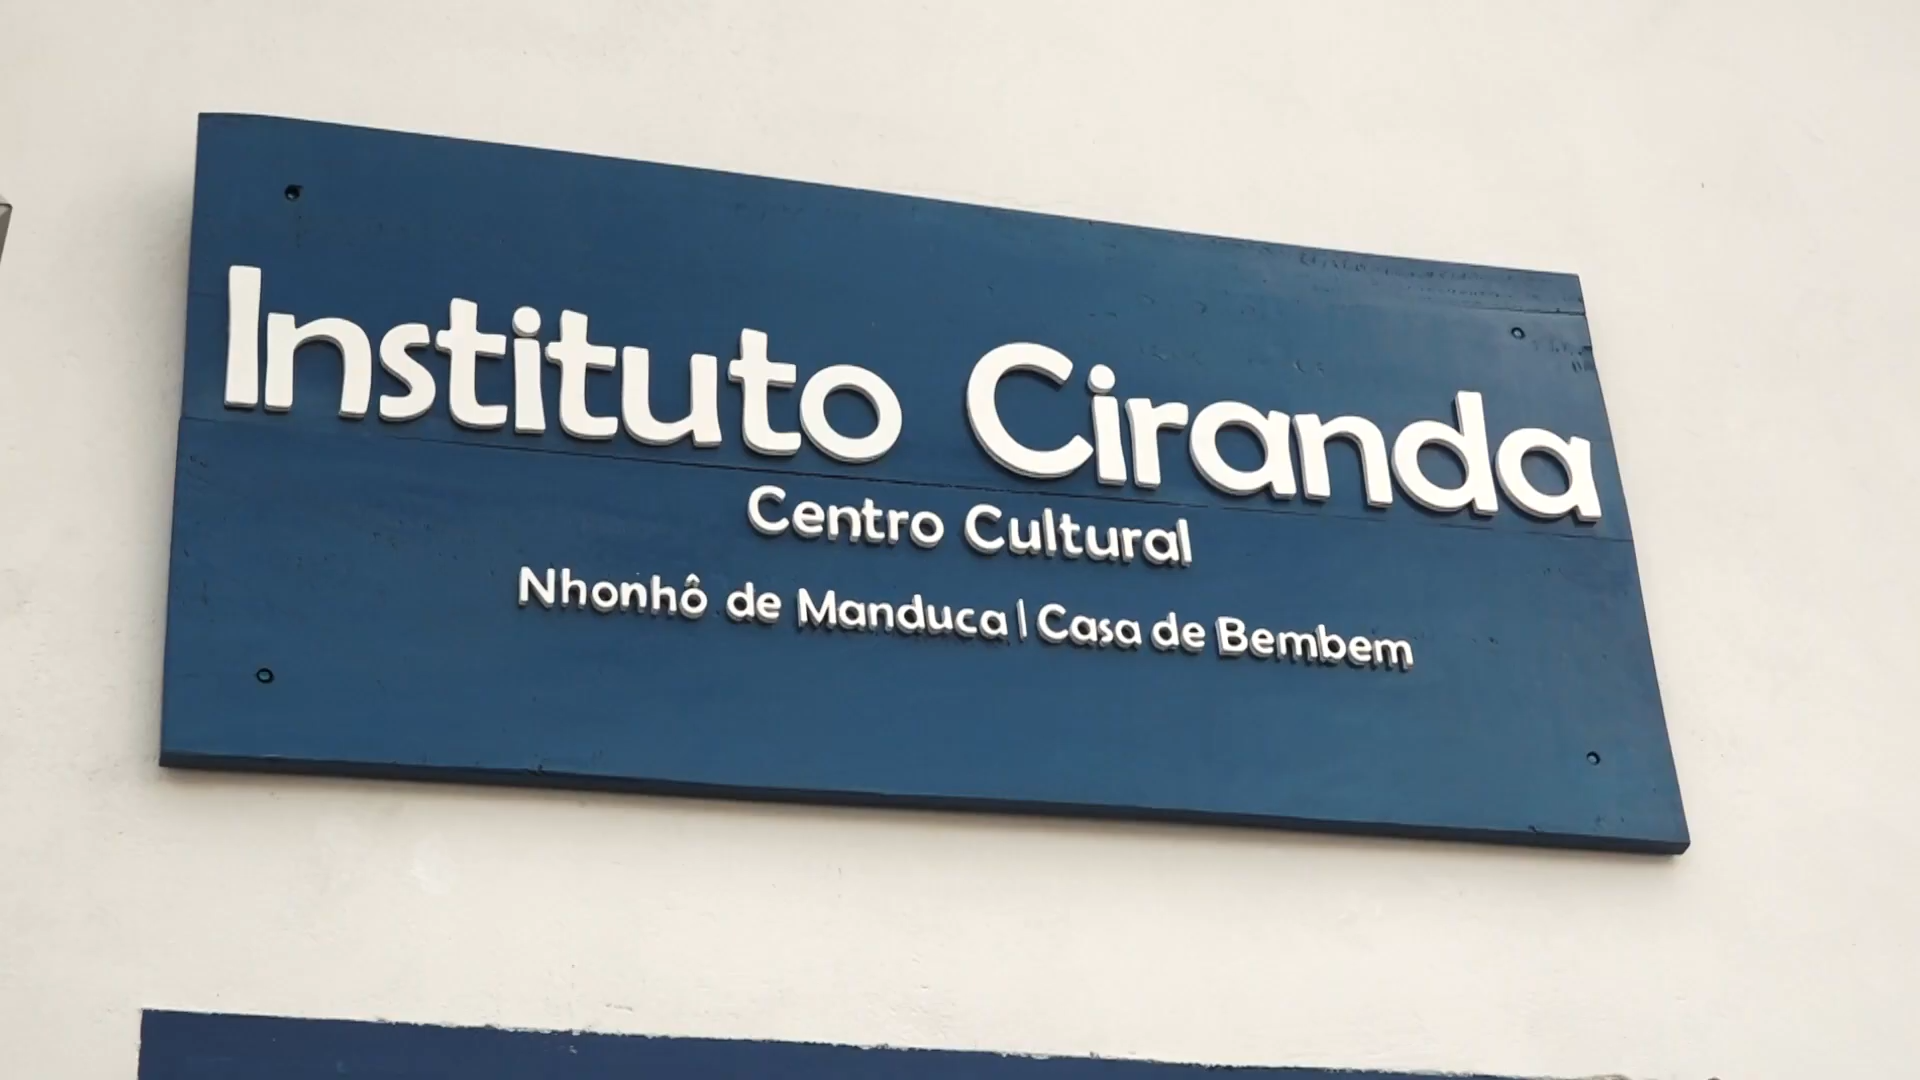 Instituto Ciranda
Centro Cultural
Nhonhô de Manduca | Casa de Bembem